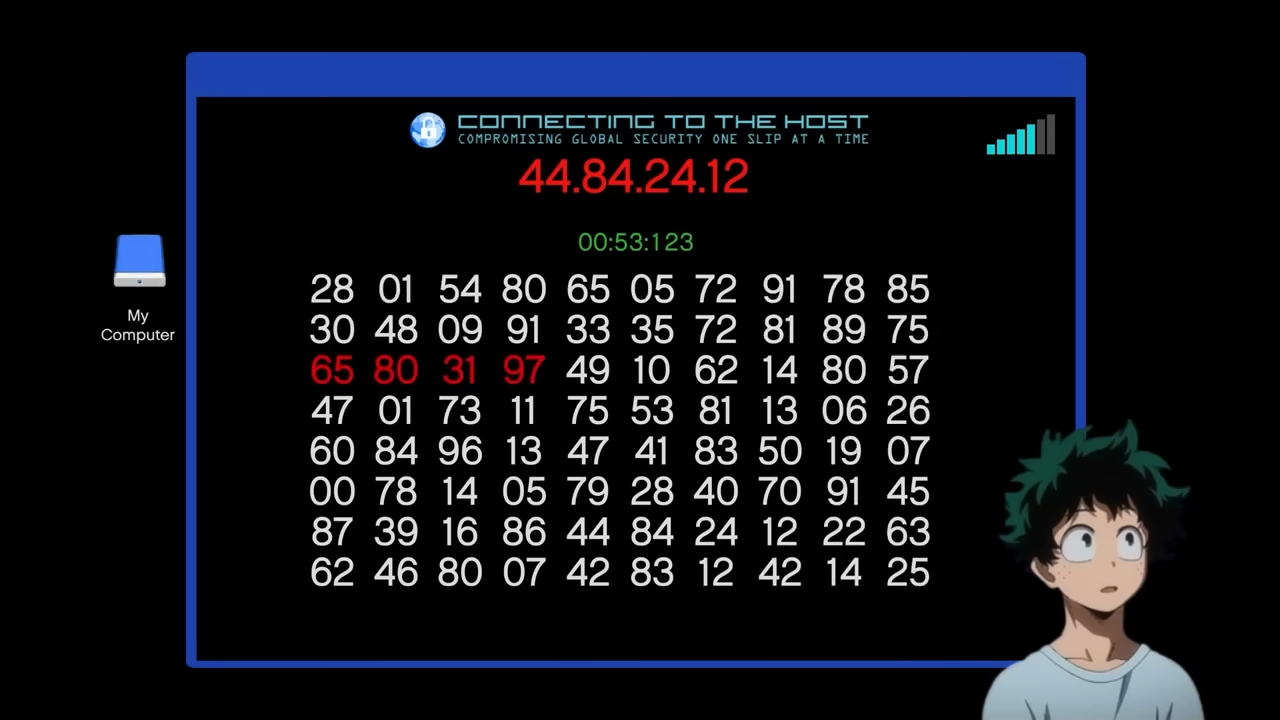 CONNECTING TO THE HOST
COMPROMISING GLOBAL SECURITY ONE SLIP AT A TIME
44.84.24.12
00:53:123
28 01 54 80 65 05 72 91 78 85
30 48 09 91 33 35 72 81 89 75
65 80 31 97 49 10 62 14 80 57
47 01 73 11 75 53 81 13 06 26
60 84 96 13 47 41 83 50 19 07
00 78 14 05 79 28 40 70 91 45
87 39 16 86 44 84 24 12 22 63
62 46 80 07 42 83 12 42 14 25
My
Computer